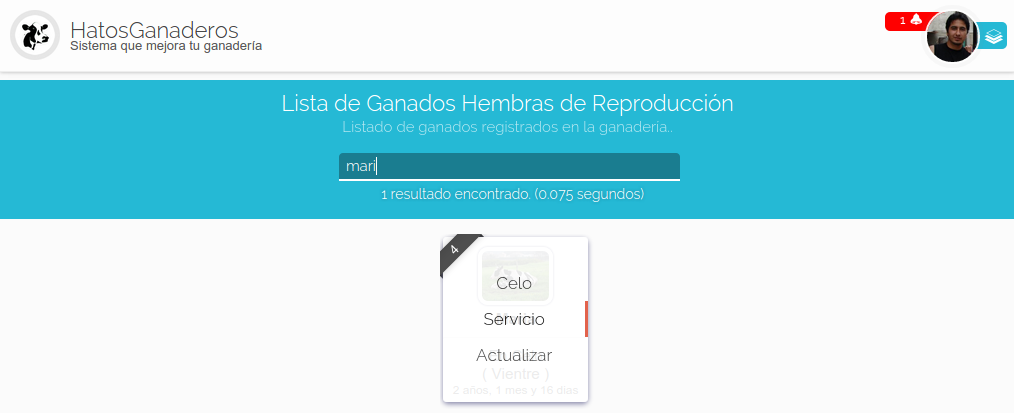 HatosGanaderos
Sistema que mejora tu ganadería
1
Lista de Ganados Hembras de Reproducción
Listado de ganados registrados en la ganadería..
mari
1 resultado encontrado. (0.075 segundos)
4
Celo
Servicio
Actualizar
( Vientre )
2 años, 1 mes y 16 dias